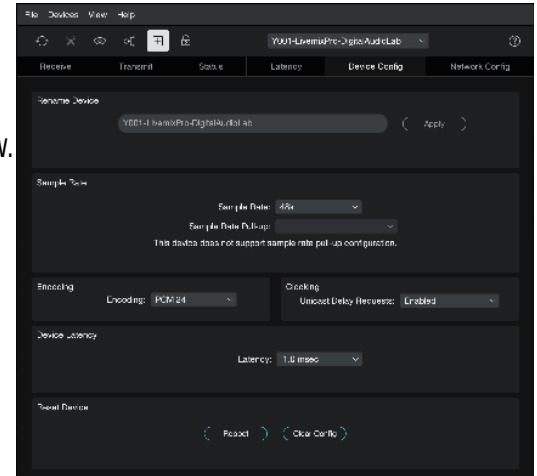 File Devices View Help
Y001-LivemixPro-DigitalAudioLab
Receive Transmit Status Latency Device Config Network Config
w.
Rename Device
Y001-LivemixPro-DigitalAudioLab Apply
Sample Rate
Sample Rate: 48k
Sample Rate Pull-up:
This device does not support sample rate pull-up configuration.
Encoding Clocking
Encoding: PCM 24 Unicast Delay Requests: Enabled
Device Latency
Latency: 1.0 msec
Reset Device
Reboot Clear Config